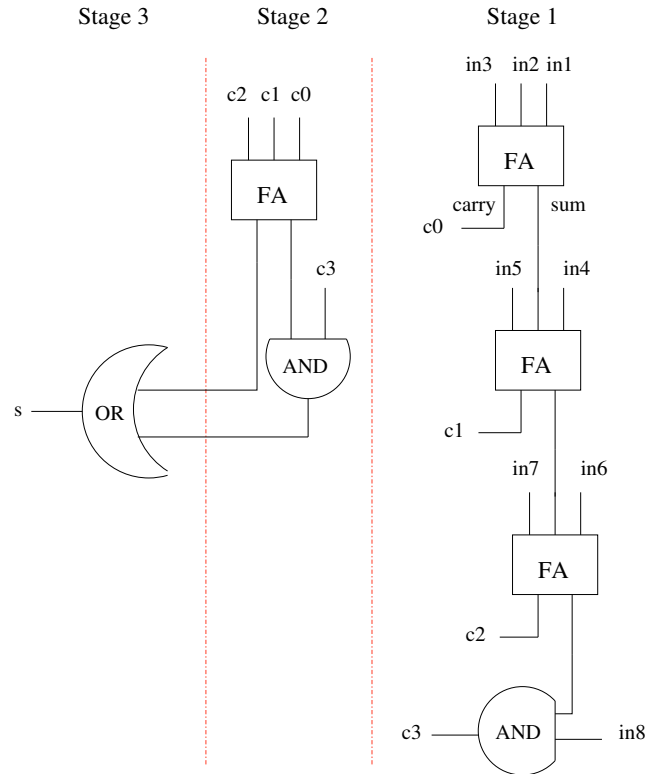 Stage 3 Stage 2 Stage 1
in3 in2 in1
c2 c1 c0
FA
carry sum
c0
FA
in5 in4
c3
FA
AND
s OR
c1
in7 in6
FA
c2
c3 AND in8